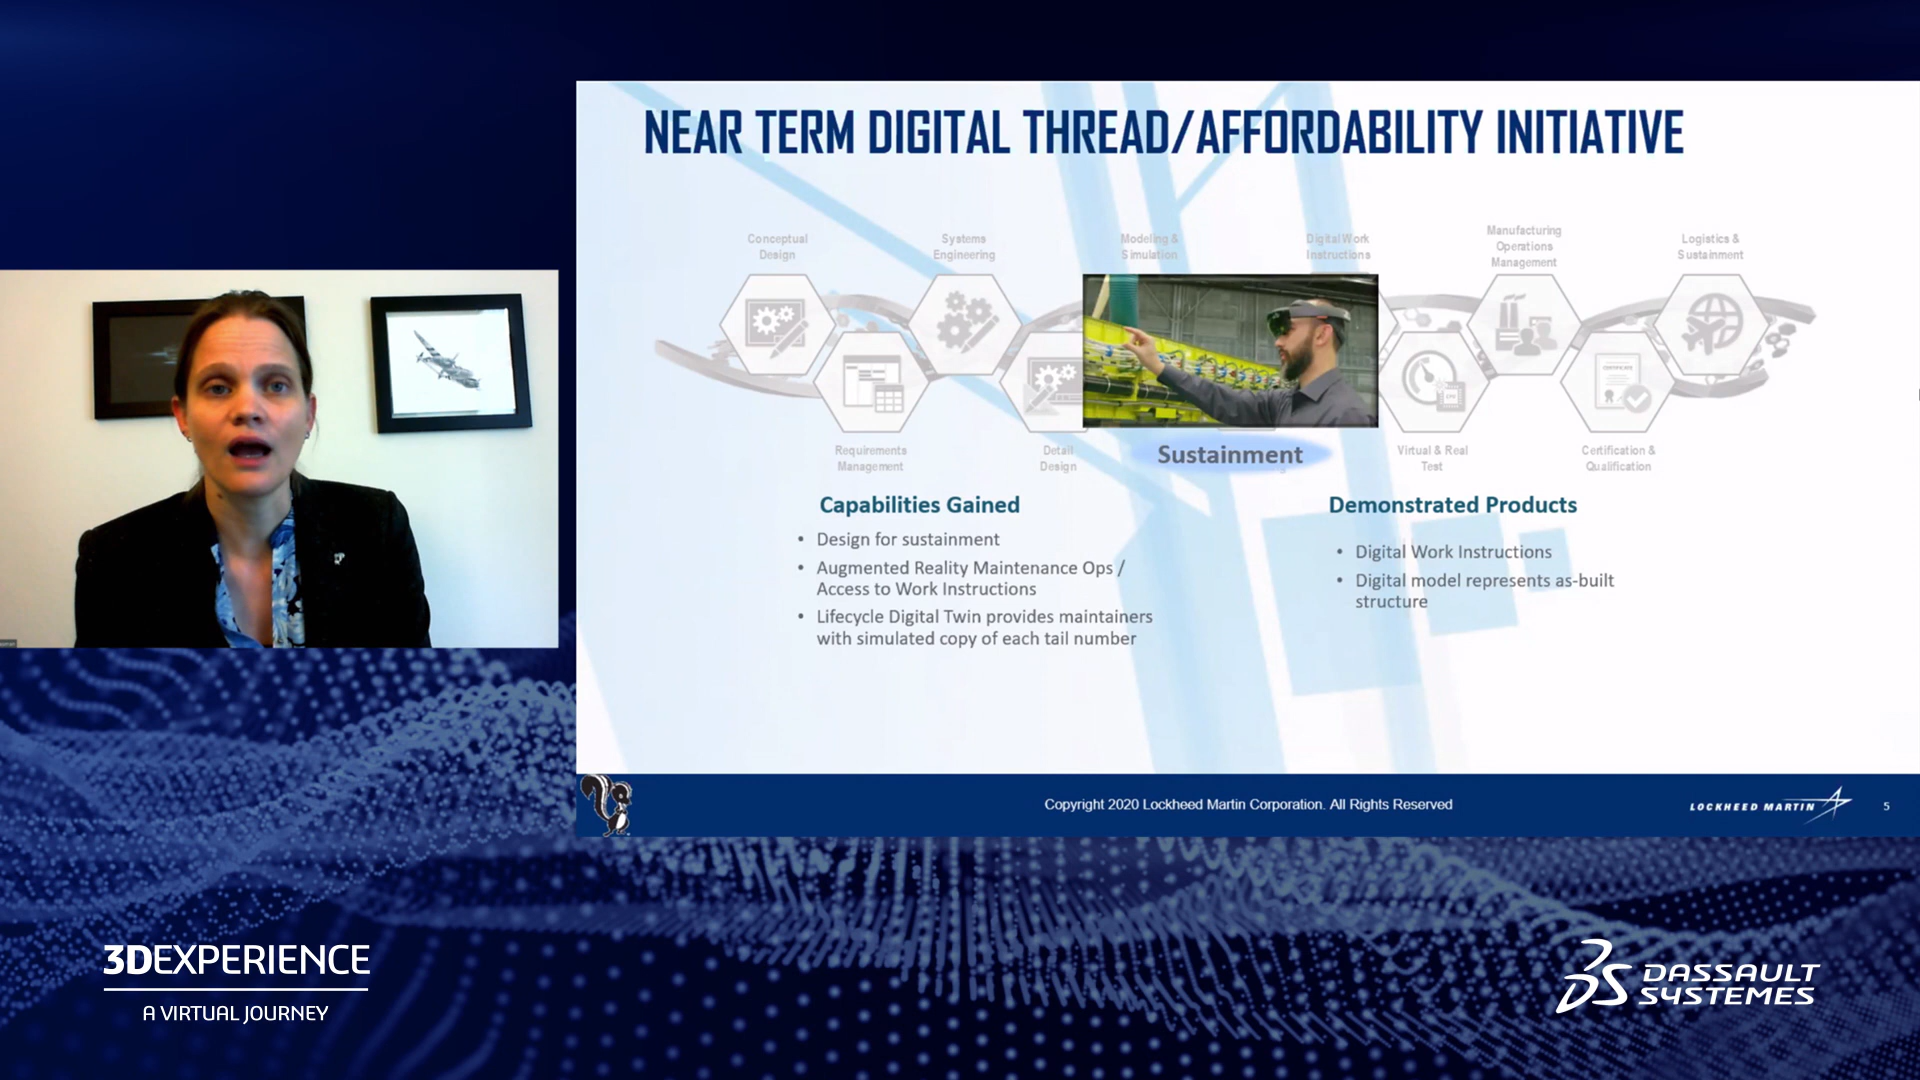 NEAR TERM DIGITAL THREAD/AFFORDABILITY INITIATIVE
Conceptual
Design
Systems
Engineering
Modeling &
Simulation
Digital Work
Instructions
Manufacturing
Operations
Management
Logistics &
Sustainment
CERTIFICATE
Requirements
Management
Detail
Design
Sustainment
Virtual & Real
Test
Certification &
Qualification
Capabilities Gained
• Design for sustainment
• Augmented Reality Maintenance Ops /
Access to Work Instructions
• Lifecycle Digital Twin provides maintainers
with simulated copy of each tail number
Demonstrated Products
• Digital Work Instructions
• Digital model represents as-built
structure
Copyright 2020 Lockheed Martin Corporation. All Rights Reserved
LOCKHEED MARTIN
5
3DEXPERIENCE
A VIRTUAL JOURNEY
3DS DASSAULT
SYSTEMES